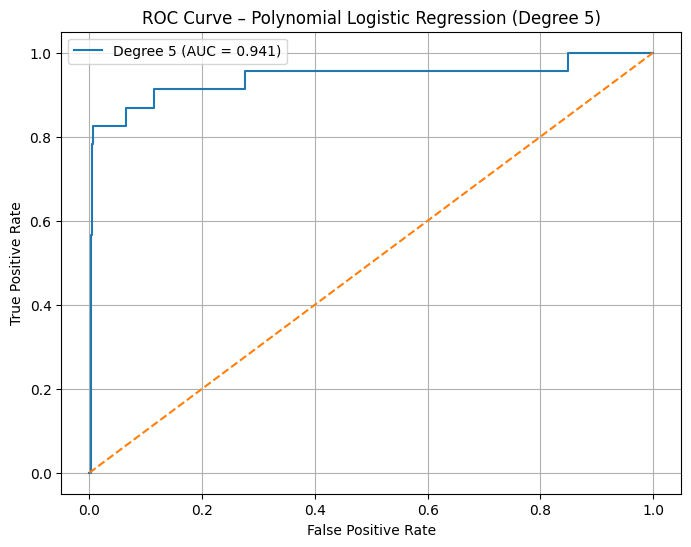 ROC Curve – Polynomial Logistic Regression (Degree 5)
Degree 5 (AUC = 0.941)
True Positive Rate
1.0
0.8
0.6
0.4
0.2
0.0
0.0 0.2 0.4 0.6 0.8 1.0
False Positive Rate